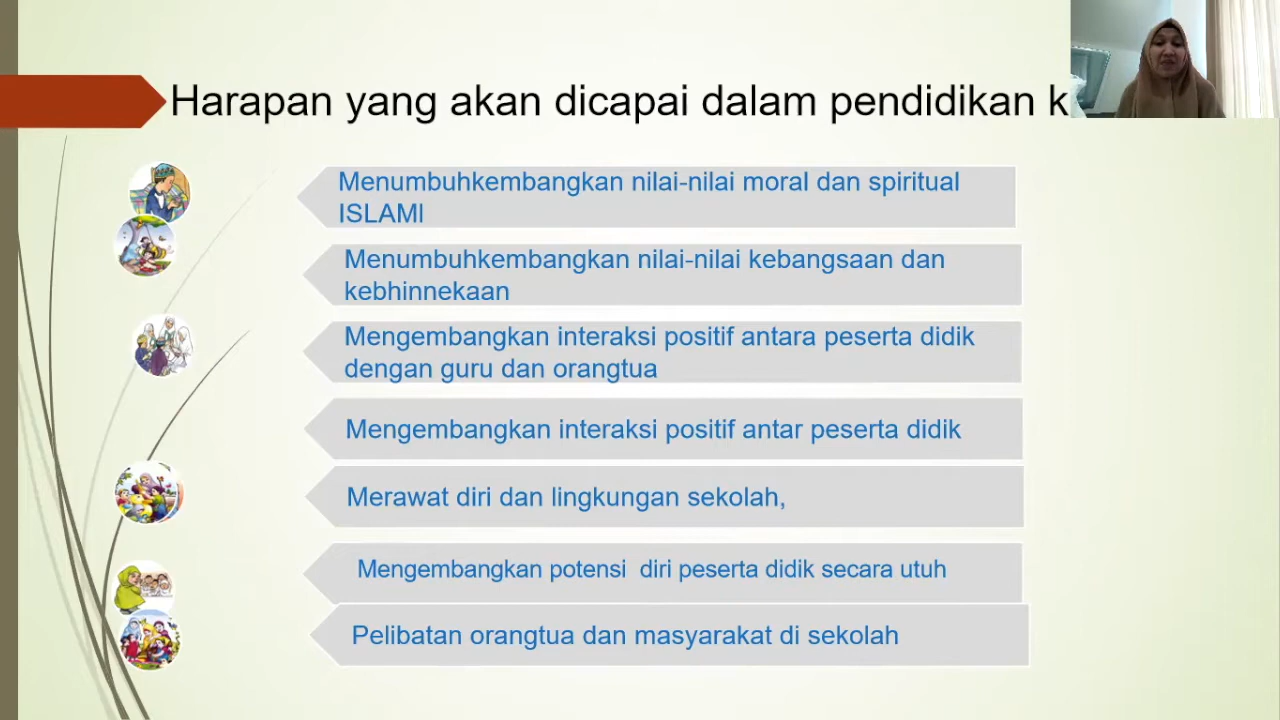 Harapan yang akan dicapai dalam pendidikan k
Menumbuhkembangkan nilai-nilai moral dan spiritual
ISLAMI
Menumbuhkembangkan nilai-nilai kebangsaan dan
kebhinnekaan
Mengembangkan interaksi positif antara peserta didik
dengan guru dan orangtua
Mengembangkan interaksi positif antar peserta didik
Merawat diri dan lingkungan sekolah,
Mengembangkan potensi  diri peserta didik secara utuh
Pelibatan orangtua dan masyarakat di sekolah